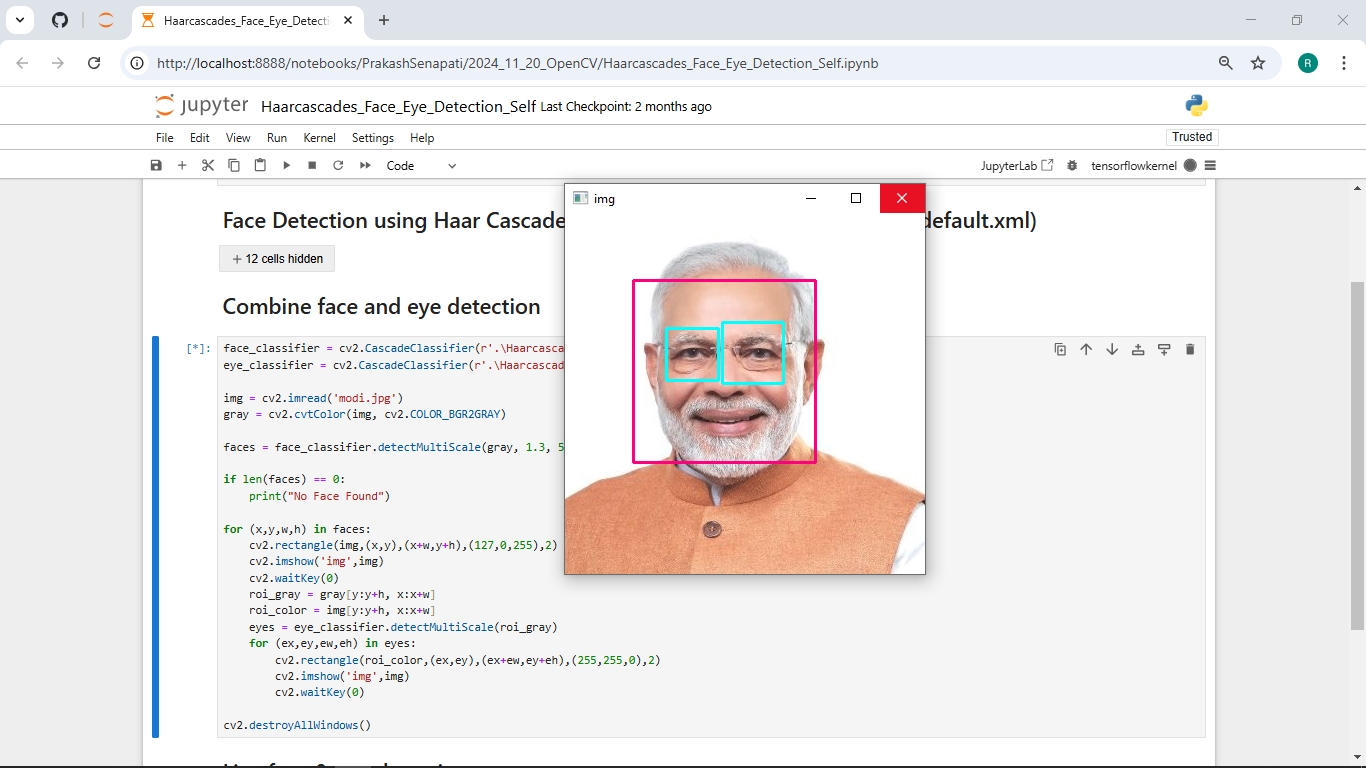 Haarcascades_Face_Eye_Detecti
http://localhost:8888/notebooks/PrakashSenapati/2024_11_20_OpenCV/Haarcascades_Face_Eye_Detection_Self.ipynb
R
jupyter Haarcascades_Face_Eye_Detection_Self Last Checkpoint: 2 months ago
File Edit View Run Kernel Settings Help
Trusted
Code JupyterLab tensorflowkernel
img
Face Detection using Haar Cascade default.xml)
+ 12 cells hidden
Combine face and eye detection
[*]: face_classifier = cv2.CascadeClassifier(r'.\Haarcasca
eye_classifier = cv2.CascadeClassifier(r'.\Haarcascad
img = cv2.imread('modi.jpg')
gray = cv2.cvtColor(img, cv2.COLOR_BGR2GRAY)
faces = face_classifier.detectMultiScale(gray, 1.3, 5
if len(faces) == 0:
print("No Face Found")
for (x,y,w,h) in faces:
cv2.rectangle(img,(x,y),(x+w,y+h),(127,0,255),2)
cv2.imshow('img',img)
cv2.waitKey(0)
roi_gray = gray[y:y+h, x:x+w]
roi_color = img[y:y+h, x:x+w]
eyes = eye_classifier.detectMultiScale(roi_gray)
for (ex,ey,ew,eh) in eyes:
cv2.rectangle(roi_color,(ex,ey),(ex+ew,ey+eh),(255,255,0),2)
cv2.imshow('img',img)
cv2.waitKey(0)
cv2.destroyAllWindows()